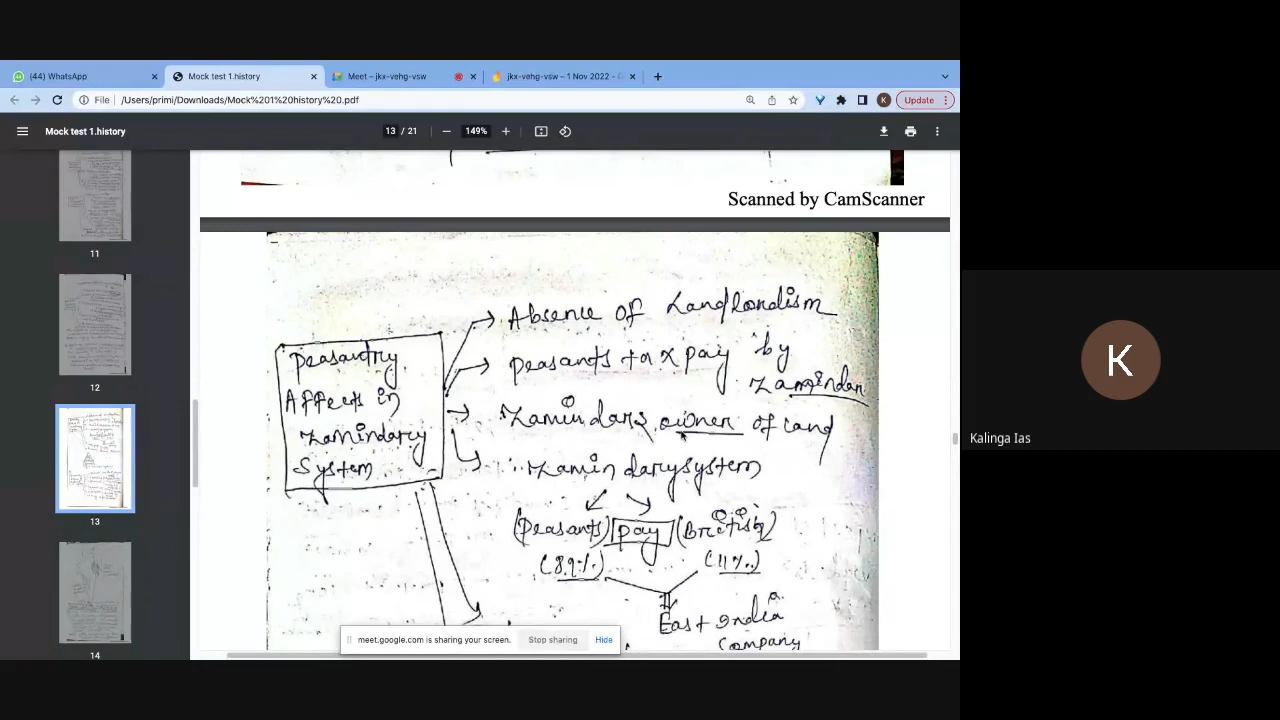 (44) WhatsApp
Mock test 1.history
Meet – jkx-vehg-vsw
jkx-vehg-vsw – 1 Nov 2022 -
File
/Users/primi/Downloads/Mock%201%20history%20.pdf
K
Update
Mock test 1.history
13 / 21
149%
11
12
13
14
Scanned by CamScanner
Absence of Landlondism
peasants tax pay by
zamindar
Peasantry
Affects in
zamindary
System
Zamindars owner of land
Zamin dary system
(Peasants) pay (British)
(89%) (11%)
East India
Company
meet.google.com is sharing your screen.
Stop sharing
Hide
K
Kalinga Ias